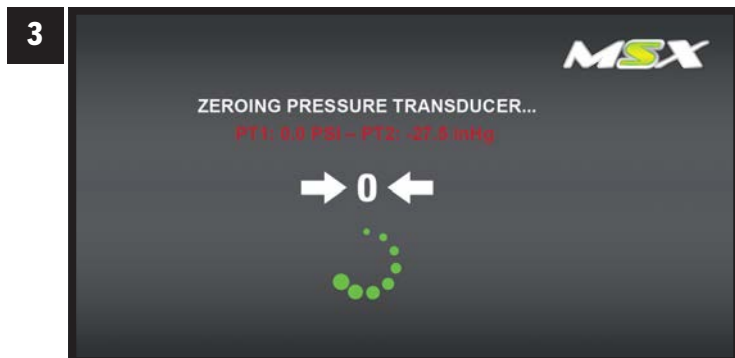 3
MSX
ZEROING PRESSURE TRANSDUCER...
PT1: 0.0 PSI – PT2: -27.5 inHg
0